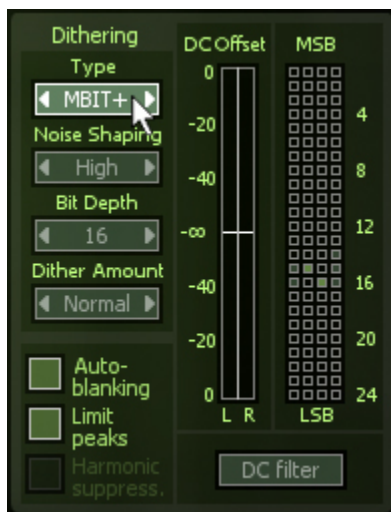 Dithering
Type
MBIT+
Noise Shaping
High
Bit Depth
16
Dither Amount
Normal
Auto-
blanking
Limit
peaks
Harmonic
suppress.
DC Offset
0
-20
-40
-∞
-40
-20
0
L R
MSB
4
8
12
16
20
24
LSB
DC filter